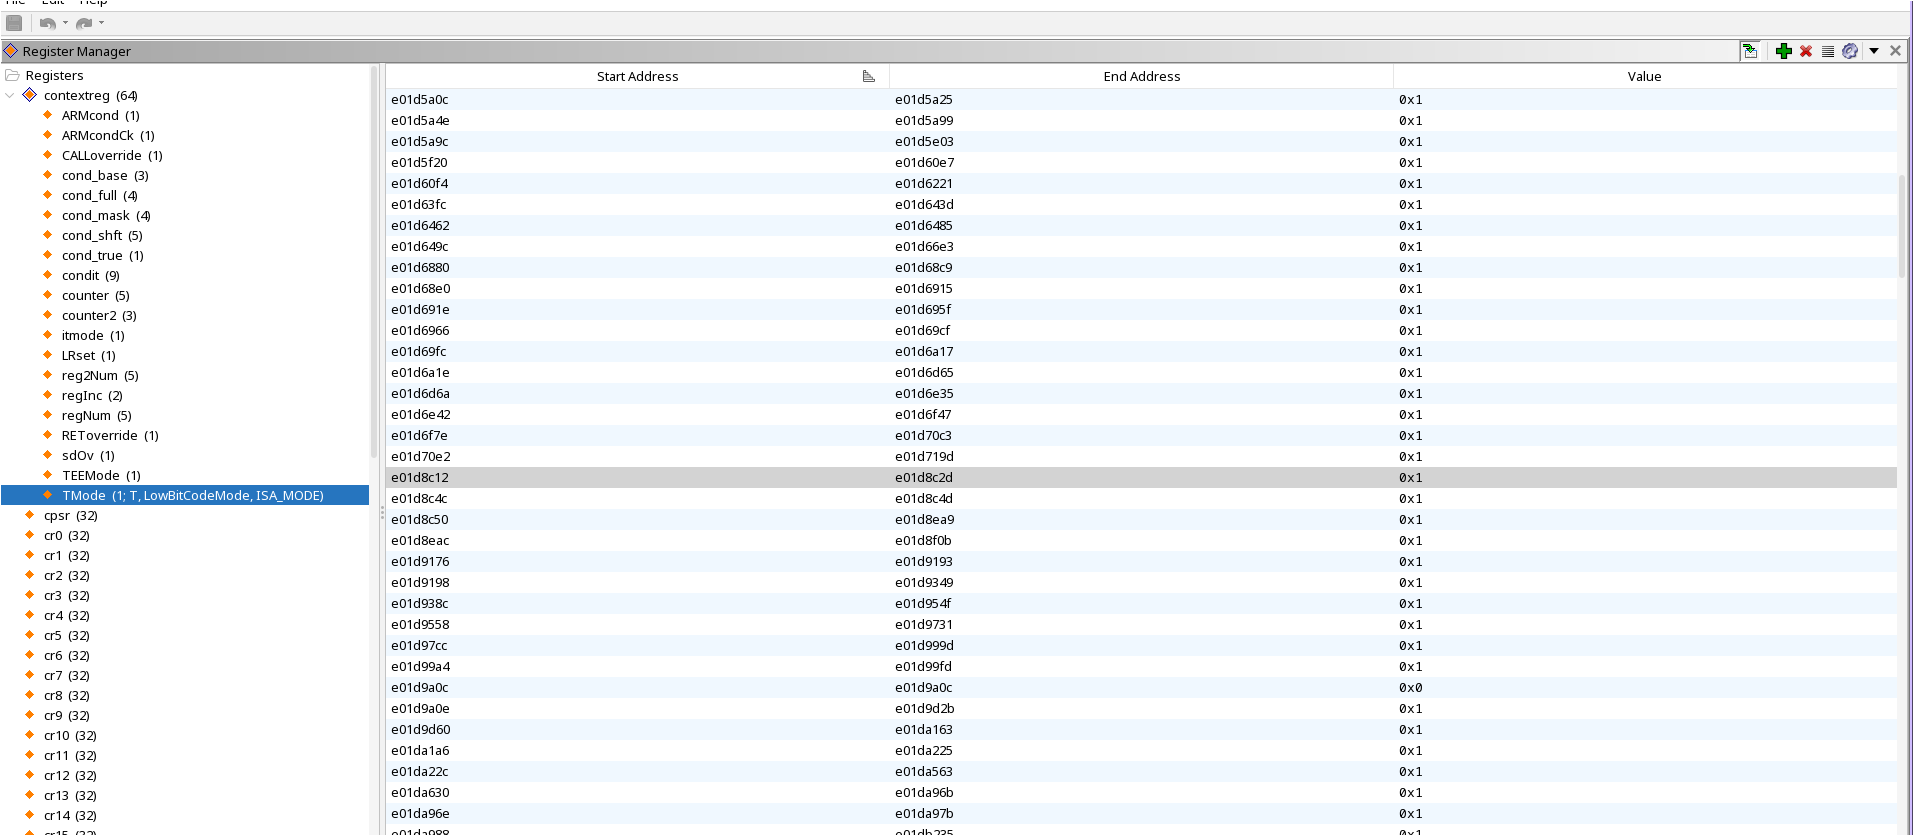 File Edit Help
Register Manager
Registers
contextreg (64)
ARMcond (1)
ARMcondCk (1)
CALLoverride (1)
cond_base (3)
cond_full (4)
cond_mask (4)
cond_shft (5)
cond_true (1)
condit (9)
counter (5)
counter2 (3)
itmode (1)
LRset (1)
reg2Num (5)
regInc (2)
regNum (5)
REToverride (1)
sdOv (1)
TEEMode (1)
TMode (1; T, LowBitCodeMode, ISA_MODE)
cpsr (32)
cr0 (32)
cr1 (32)
cr2 (32)
cr3 (32)
cr4 (32)
cr5 (32)
cr6 (32)
cr7 (32)
cr8 (32)
cr9 (32)
cr10 (32)
cr11 (32)
cr12 (32)
cr13 (32)
cr14 (32)
cr15 (32)
Start Address End Address Value
e01d5a0c e01d5a25 0x1
e01d5a4e e01d5a99 0x1
e01d5a9c e01d5e03 0x1
e01d5f20 e01d60e7 0x1
e01d60f4 e01d6221 0x1
e01d63fc e01d643d 0x1
e01d6462 e01d6485 0x1
e01d649c e01d66e3 0x1
e01d6880 e01d68c9 0x1
e01d68e0 e01d6915 0x1
e01d691e e01d695f 0x1
e01d6966 e01d69cf 0x1
e01d69fc e01d6a17 0x1
e01d6a1e e01d6d65 0x1
e01d6d6a e01d6e35 0x1
e01d6e42 e01d6f47 0x1
e01d6f7e e01d70c3 0x1
e01d70e2 e01d719d 0x1
e01d8c12 e01d8c2d 0x1
e01d8c4c e01d8c4d 0x1
e01d8c50 e01d8ea9 0x1
e01d8eac e01d8f0b 0x1
e01d9176 e01d9193 0x1
e01d9198 e01d9349 0x1
e01d938c e01d954f 0x1
e01d9558 e01d9731 0x1
e01d97cc e01d999d 0x1
e01d99a4 e01d99fd 0x1
e01d9a0c e01d9a0c 0x0
e01d9a0e e01d9d2b 0x1
e01d9d60 e01da163 0x1
e01da1a6 e01da225 0x1
e01da22c e01da563 0x1
e01da630 e01da96b 0x1
e01da96e e01da97b 0x1
e01da988 e01db235 0x1